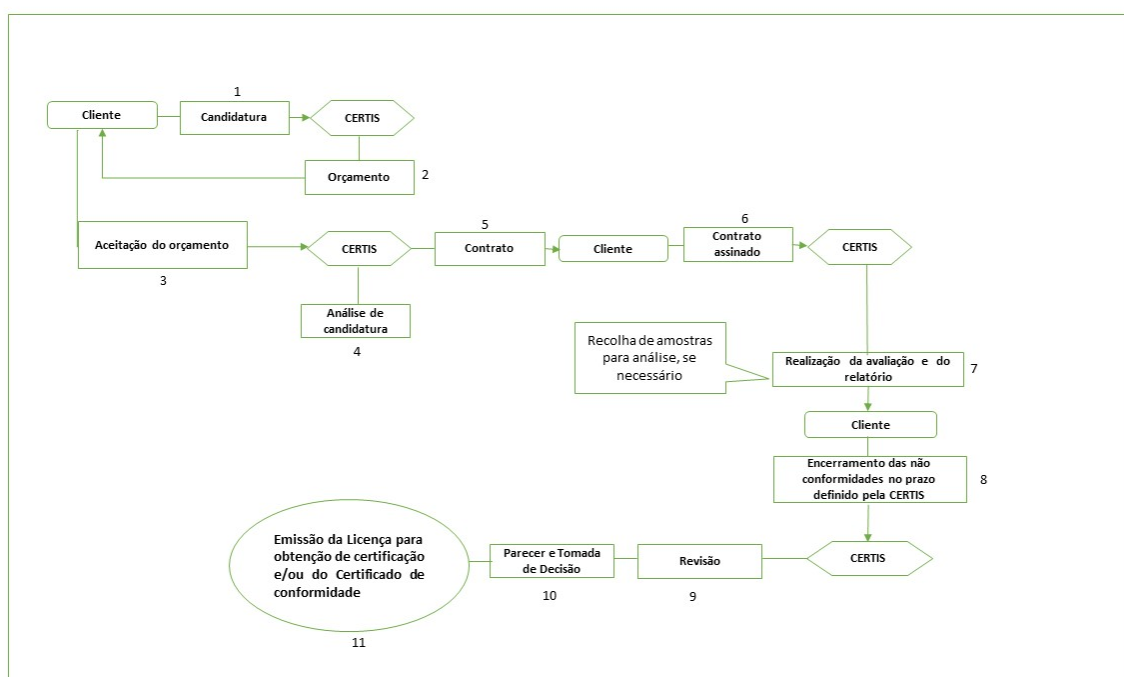 1
Cliente
Candidatura
CERTIS
Orçamento
2
Aceitação do orçamento
3
CERTIS
Análise de
candidatura
4
5
Contrato
Cliente
6
Contrato
assinado
CERTIS
Recolha de amostras
para análise, se
necessário
Realização da avaliação e do
relatório
7
Cliente
Encerramento das não
conformidades no prazo
definido pela CERTIS
8
CERTIS
Revisão
9
Parecer e Tomada
de Decisão
10
Emissão da Licença para
obtenção de certificação
e/ou do Certificado de
conformidade
11